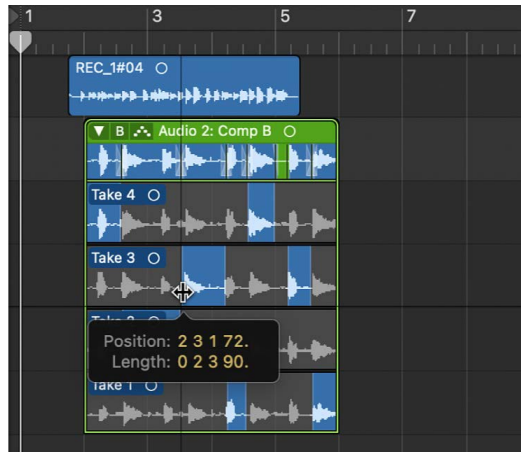 1 3 5 7
REC_1#04
B Audio 2: Comp B
Take 4
Take 3
Position: 2 3 1 72.
Length: 0 2 3 90.
Take 1